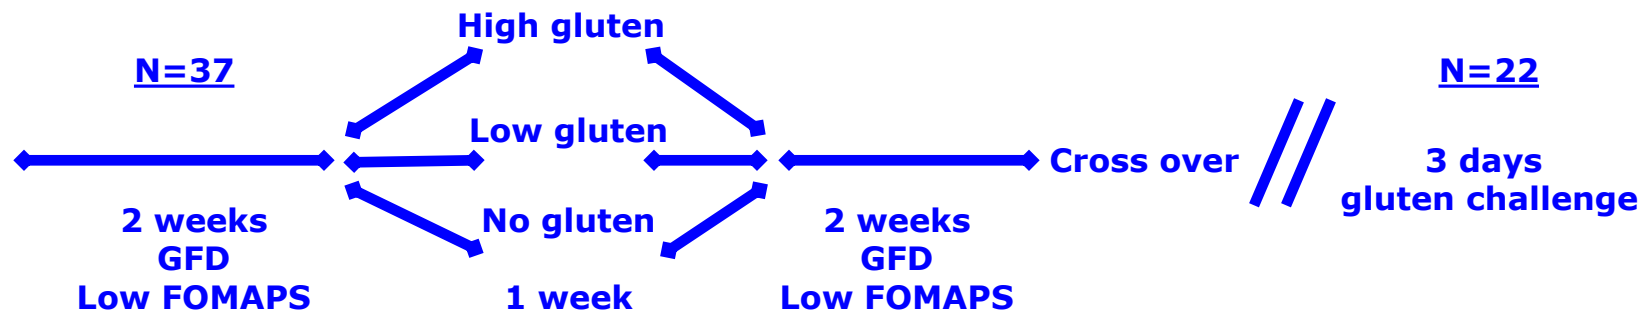 N=37
2 weeks
GFD
Low FOMAPS
High gluten
Low gluten
No gluten
1 week
2 weeks
GFD
Low FOMAPS
Cross over
N=22
3 days
gluten challenge